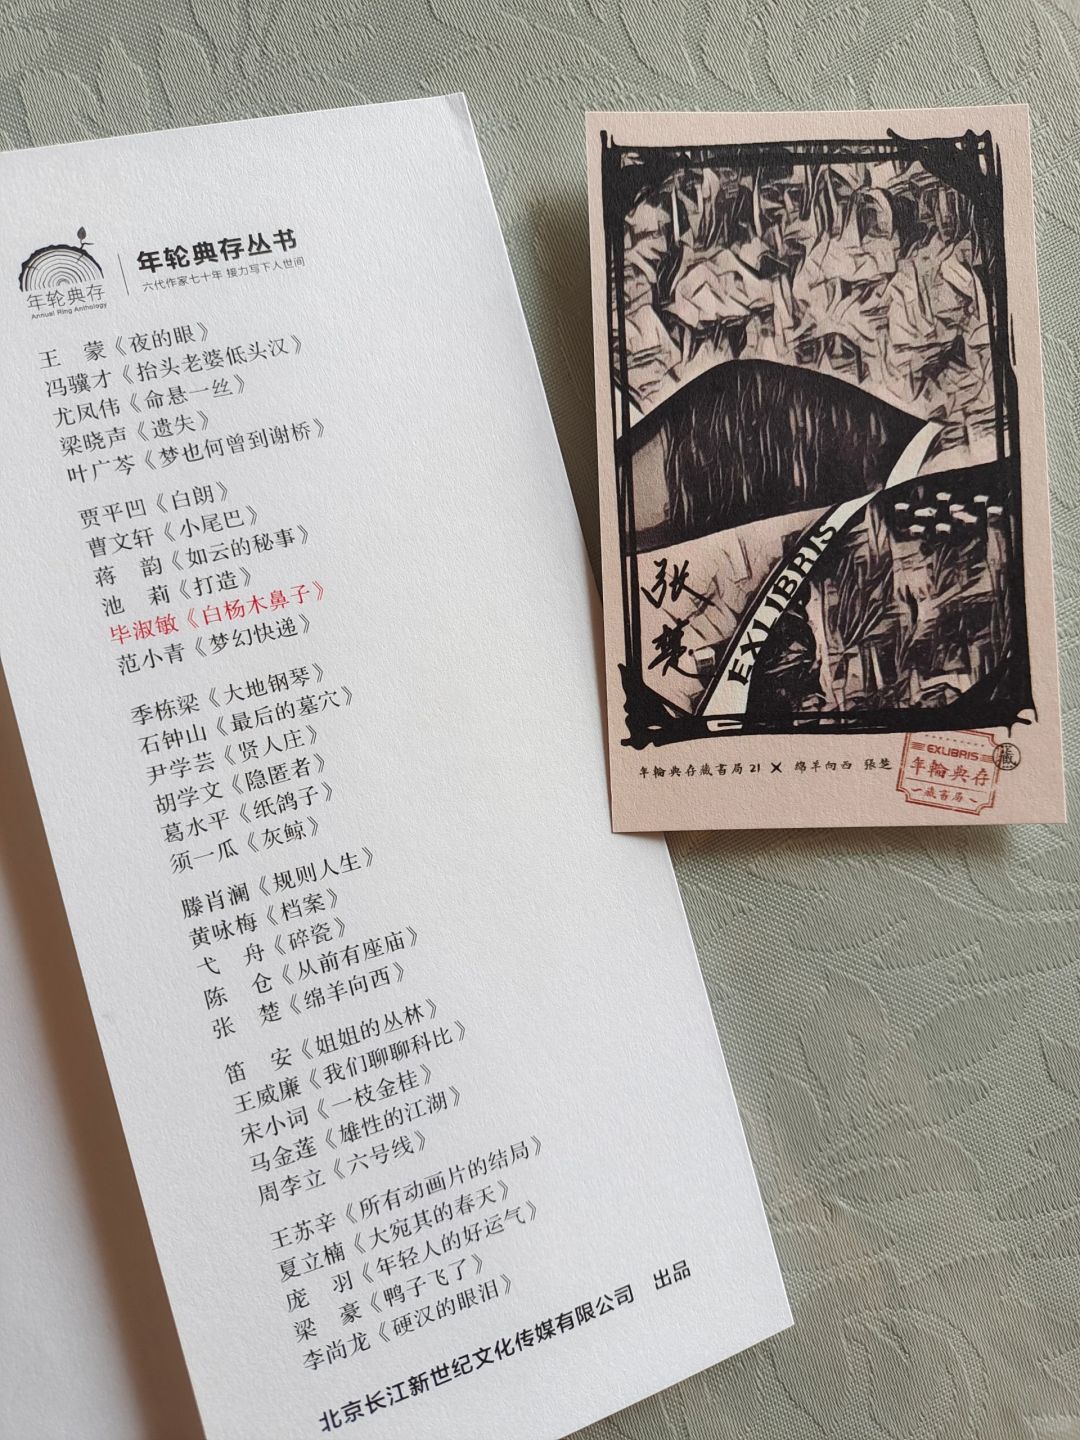 年轮典存
Annual Ring Anthology
年轮典存丛书
六代作家七十年 接力写下人世间
王　蒙《夜的眼》
冯骥才《抬头老婆低头汉》
尤凤伟《命悬一丝》
梁晓声《遗失》
叶广芩《梦也何曾到谢桥》
贾平凹《白朗》
曹文轩《小尾巴》
蒋　韵《如云的秘事》
池　莉《打造》
毕淑敏《白杨木鼻子》
范小青《梦幻快递》
季栋梁《大地钢琴》
石钟山《最后的墓穴》
尹学芸《贤人庄》
胡学文《隐匿者》
葛水平《纸鸽子》
须一瓜《灰鲸》
滕肖澜《规则人生》
黄咏梅《档案》
弋　舟《碎瓷》
陈　仓《从前有座庙》
张　楚《绵羊向西》
笛　安《姐姐的丛林》
王威廉《我们聊聊科比》
宋小词《一枝金桂》
马金莲《雄性的江湖》
周李立《六号线》
王苏辛《所有动画片的结局》
夏立楠《大宛其的春天》
庞　羽《年轻人的好运气》
梁　豪《鸭子飞了》
李尚龙《硬汉的眼泪》
北京长江新世纪文化传媒有限公司　出品
张
楚
EXLIBRIS
年輪典存藏書局21 × 绵羊向西 张楚
EXLIBRIS
年輪典存
藏書局
藏